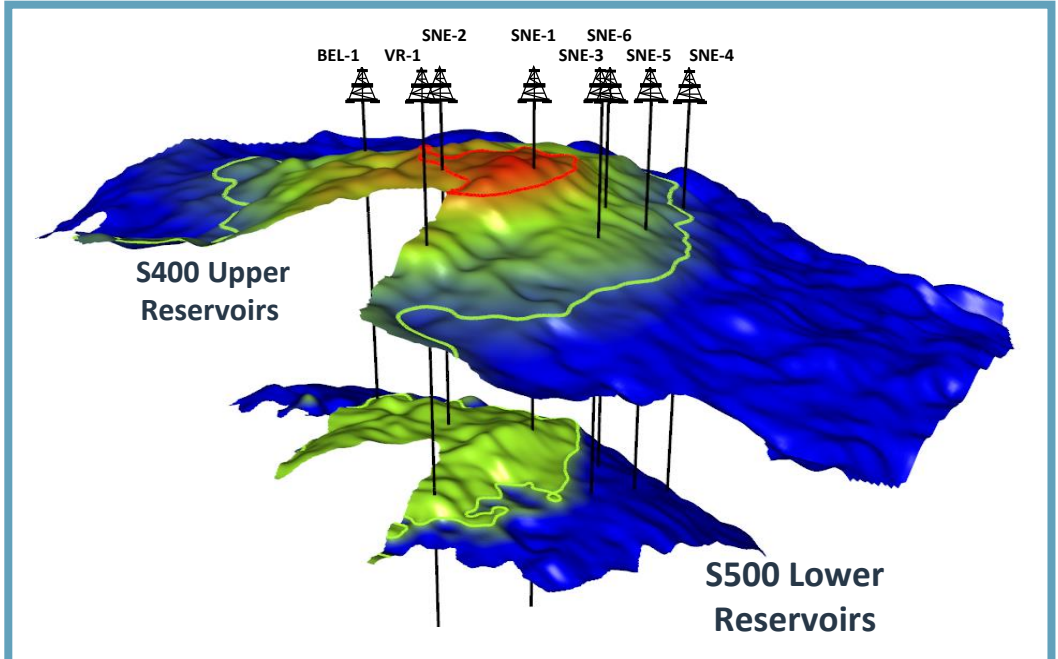 SNE-2
SNE-1
SNE-6
BEL-1
VR-1
SNE-3
SNE-5
SNE-4
S400 Upper
Reservoirs
S500 Lower
Reservoirs